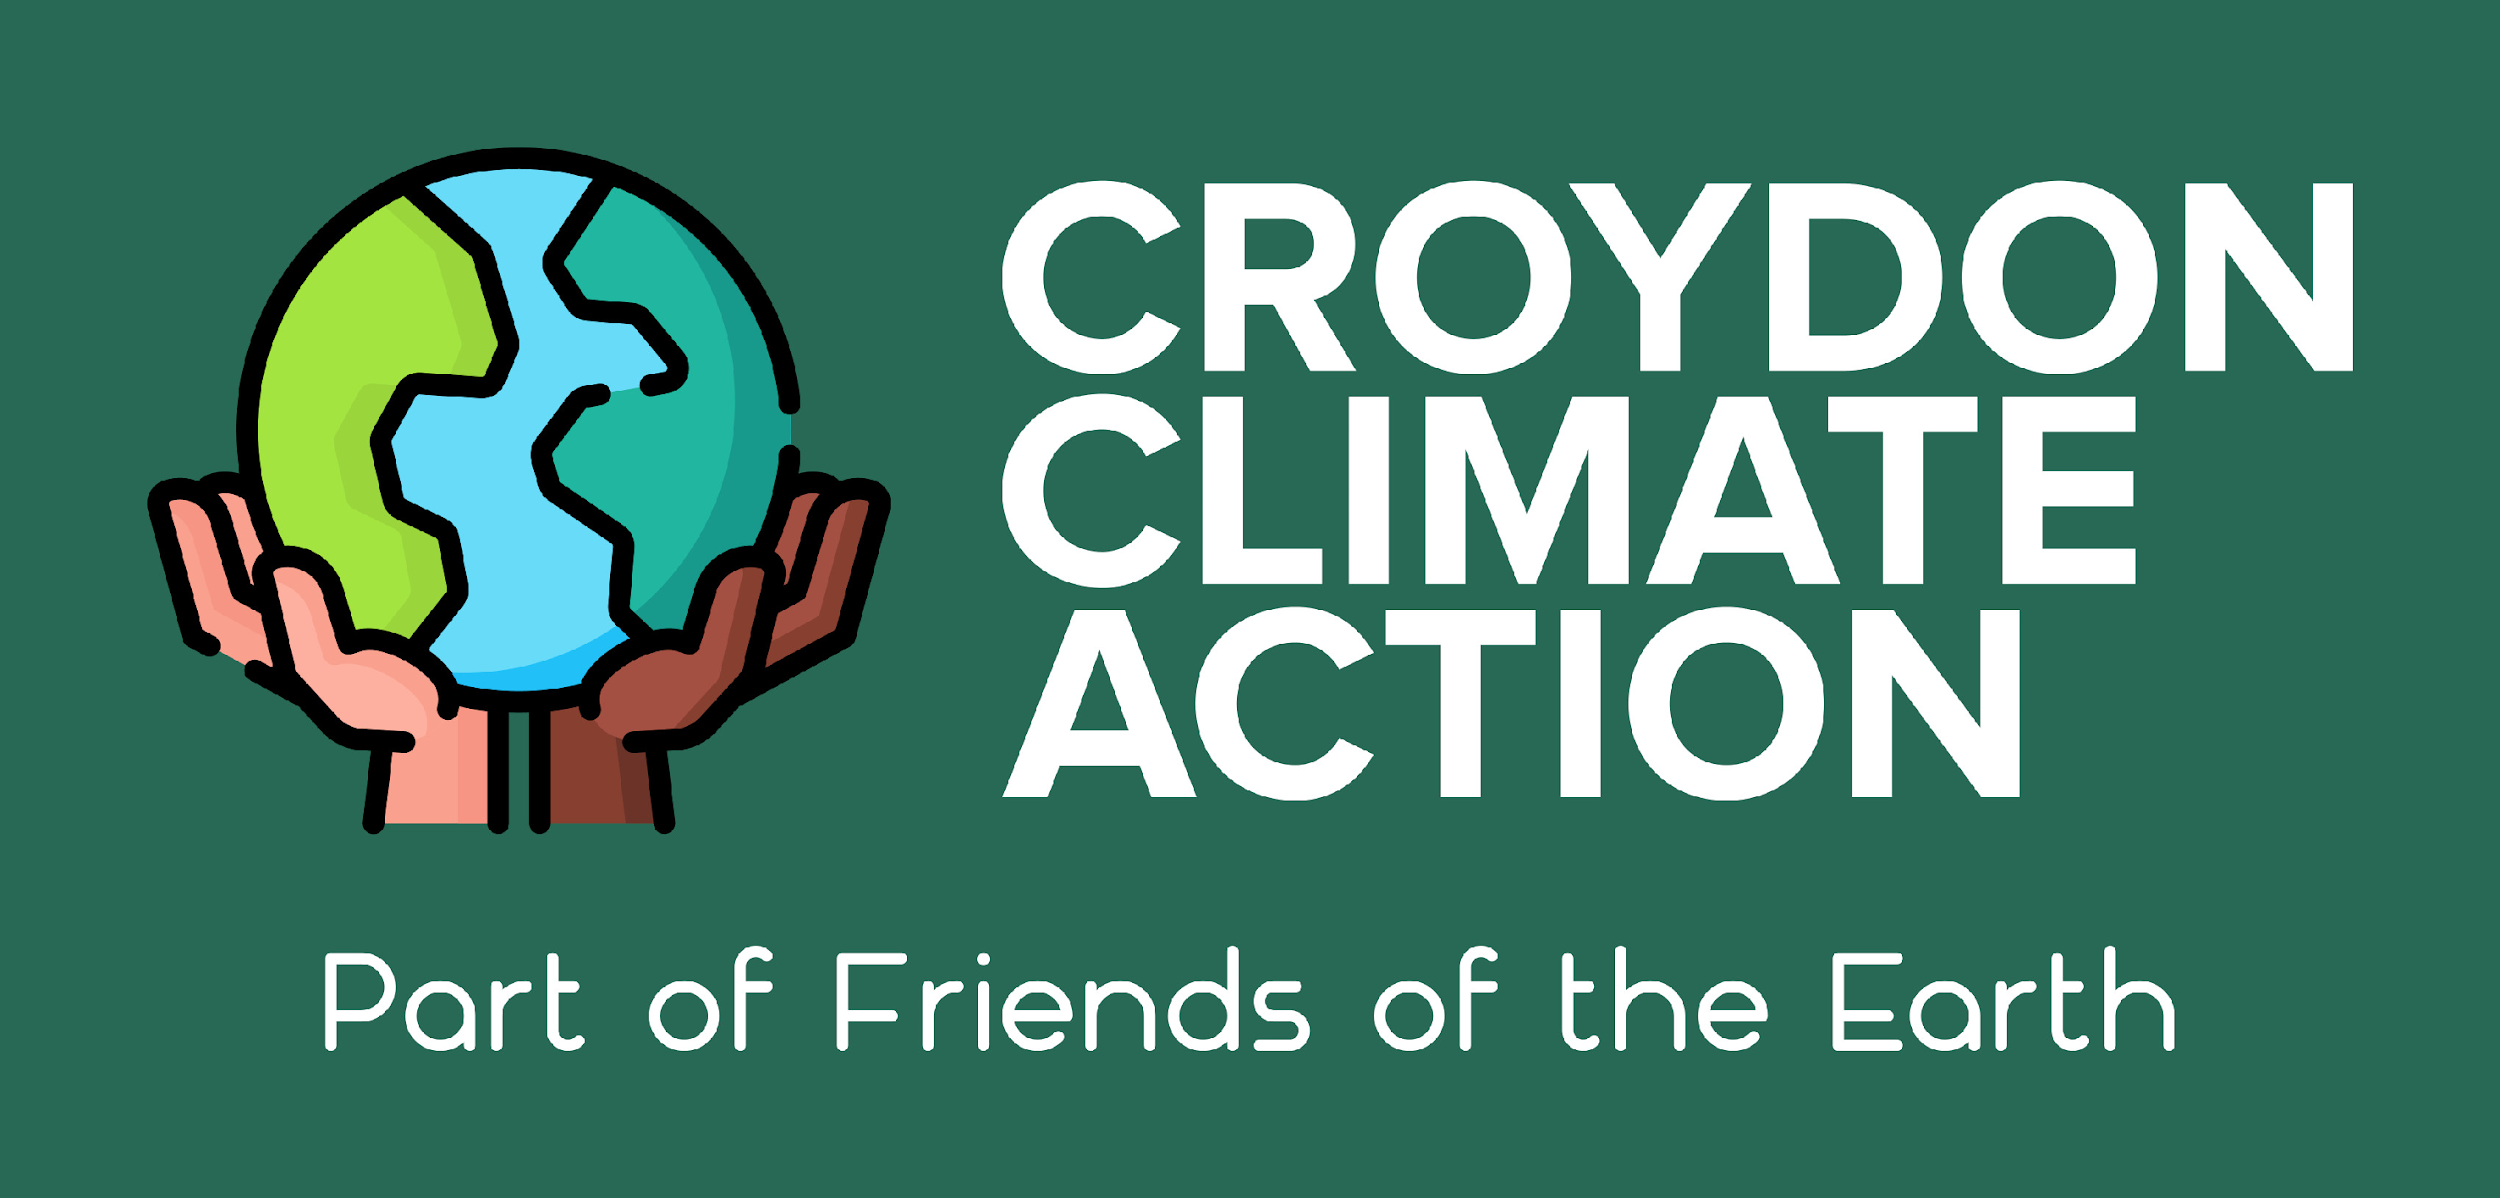 CROYDON
CLIMATE
ACTION
Part of Friends of the Earth